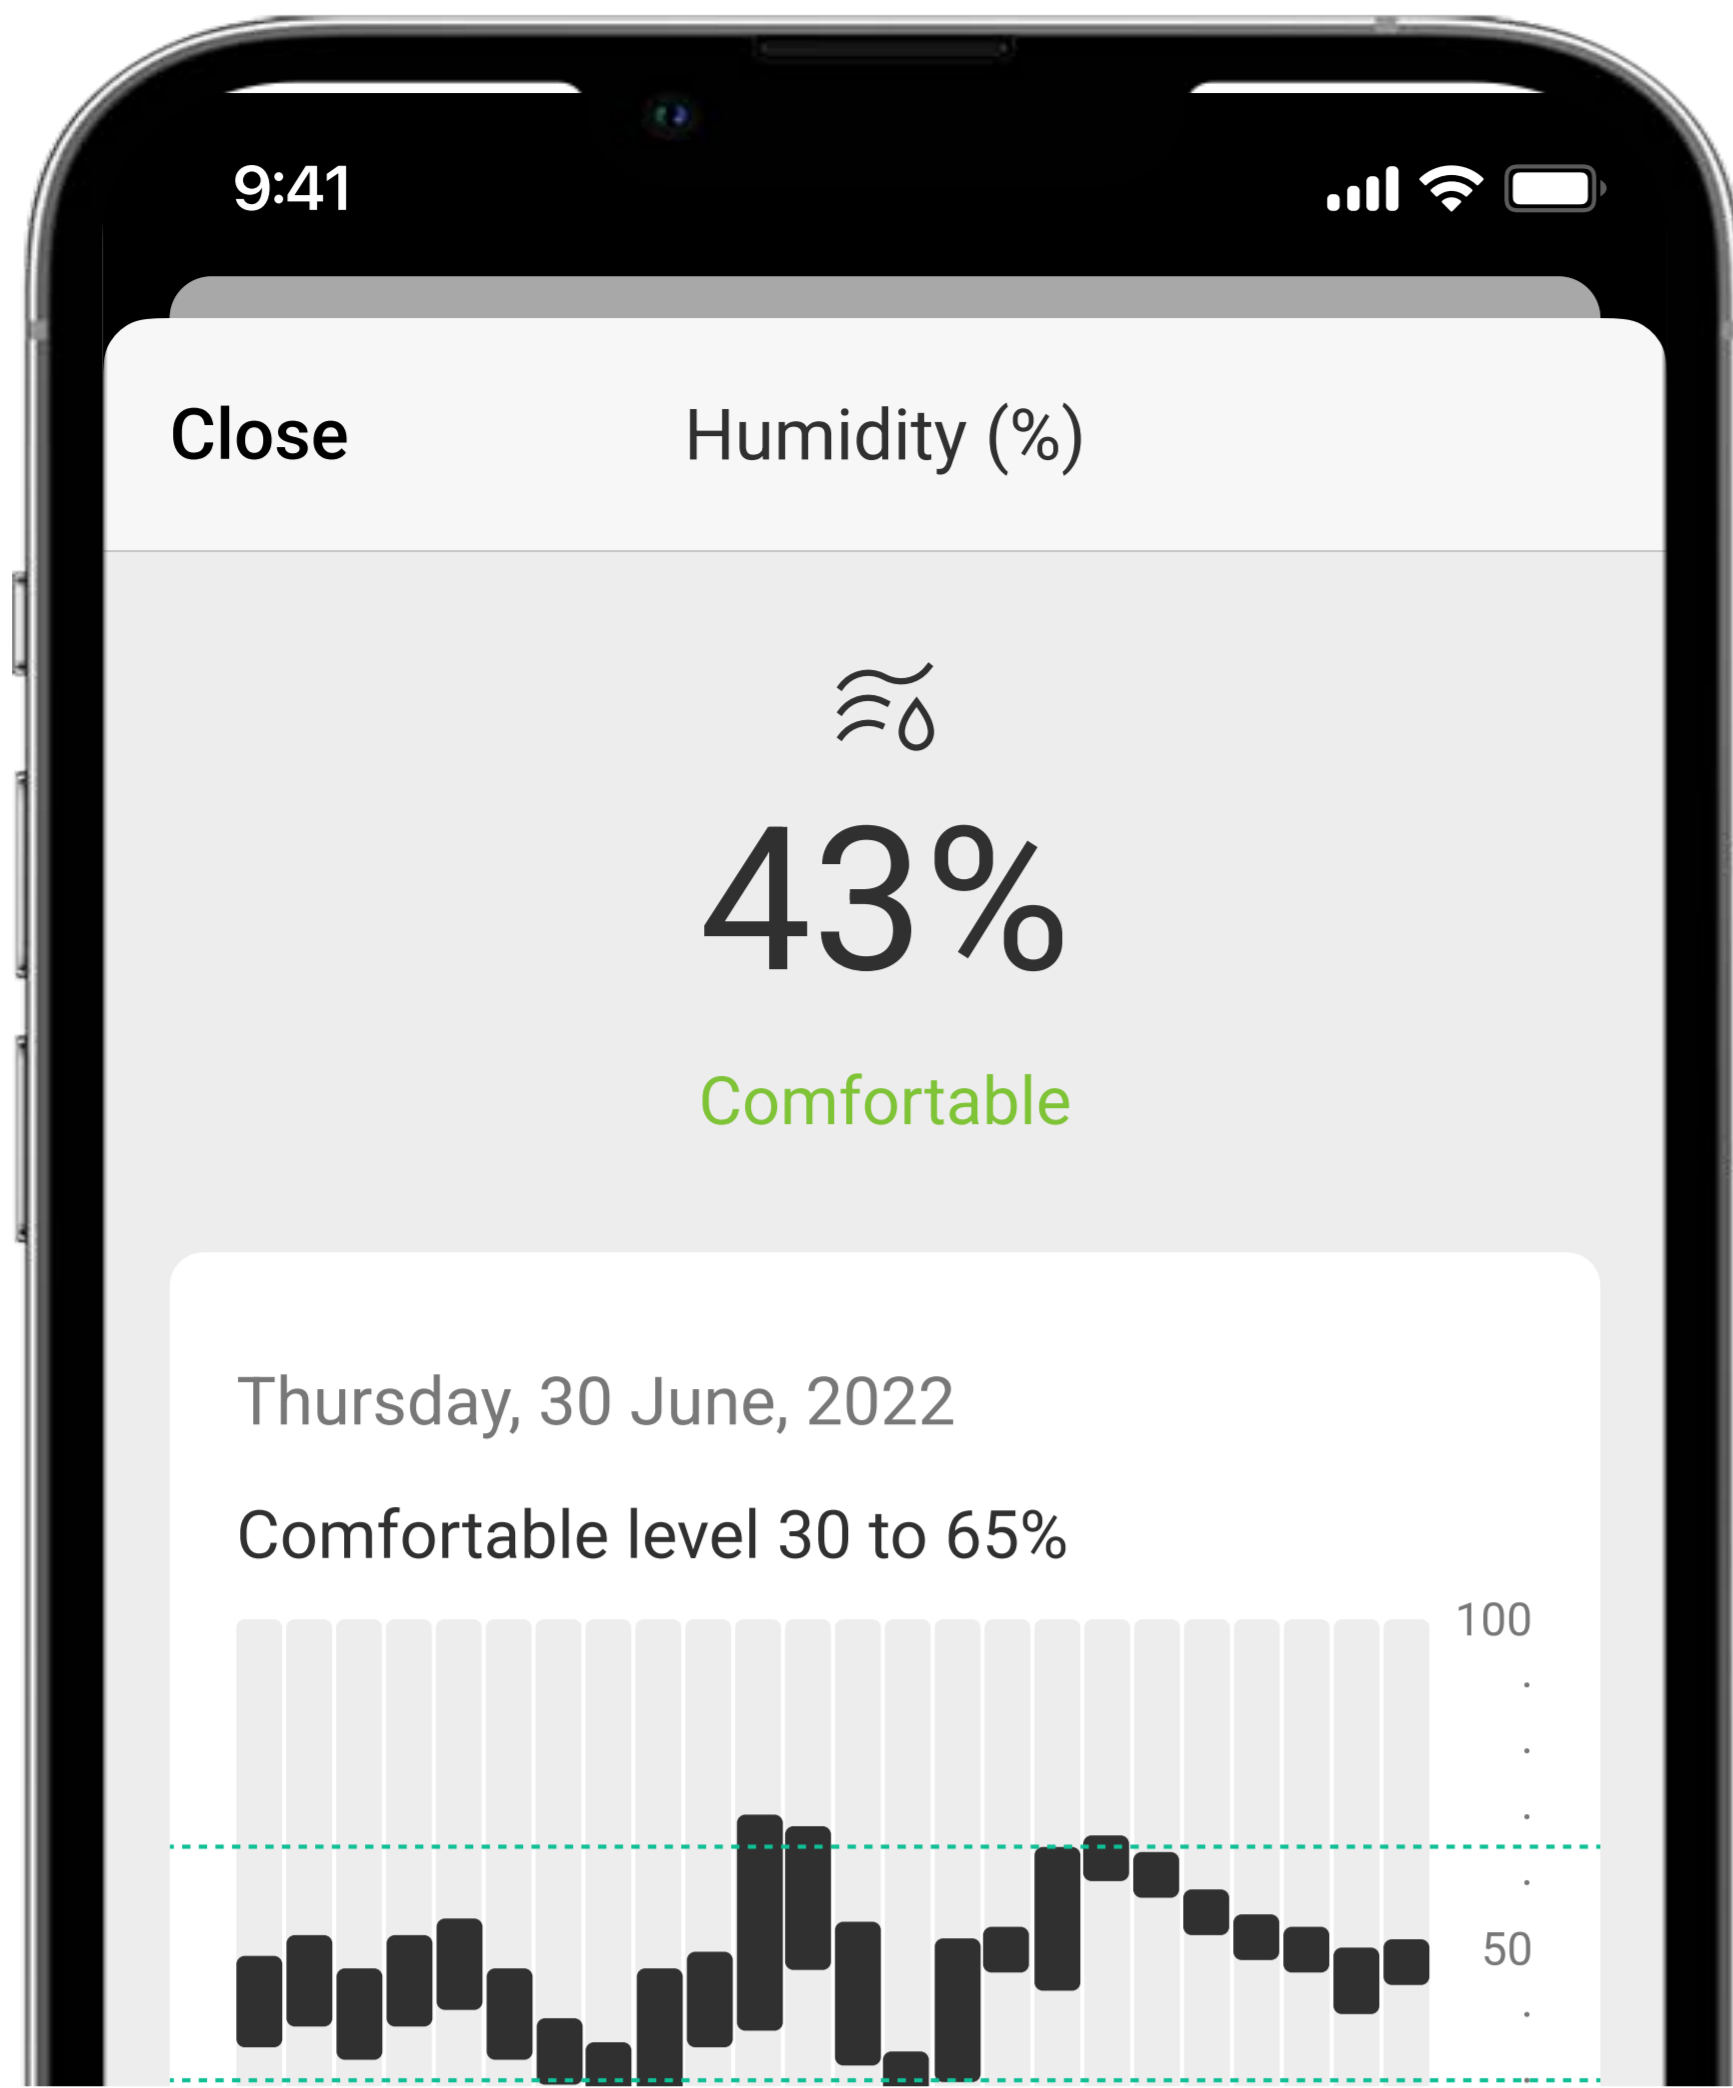 9:41
Close
Humidity (%)
43%
Comfortable
Thursday, 30 June, 2022
Comfortable level 30 to 65%
100
50